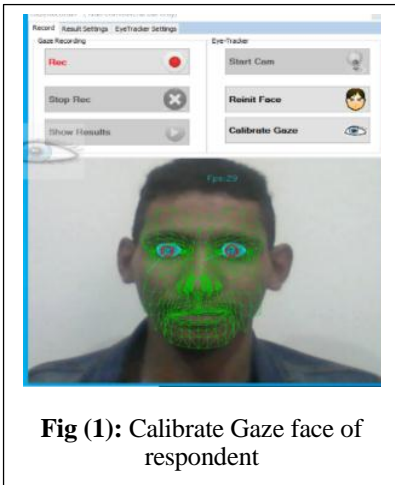 Record Result Settings EyeTracker Settings
Gaze Recording
Eye-Tracker
Rec
Start Cam
Stop Rec
Reinit Face
Show Results
Calibrate Gaze
Fps:29
Fig (1): Calibrate Gaze face of
respondent